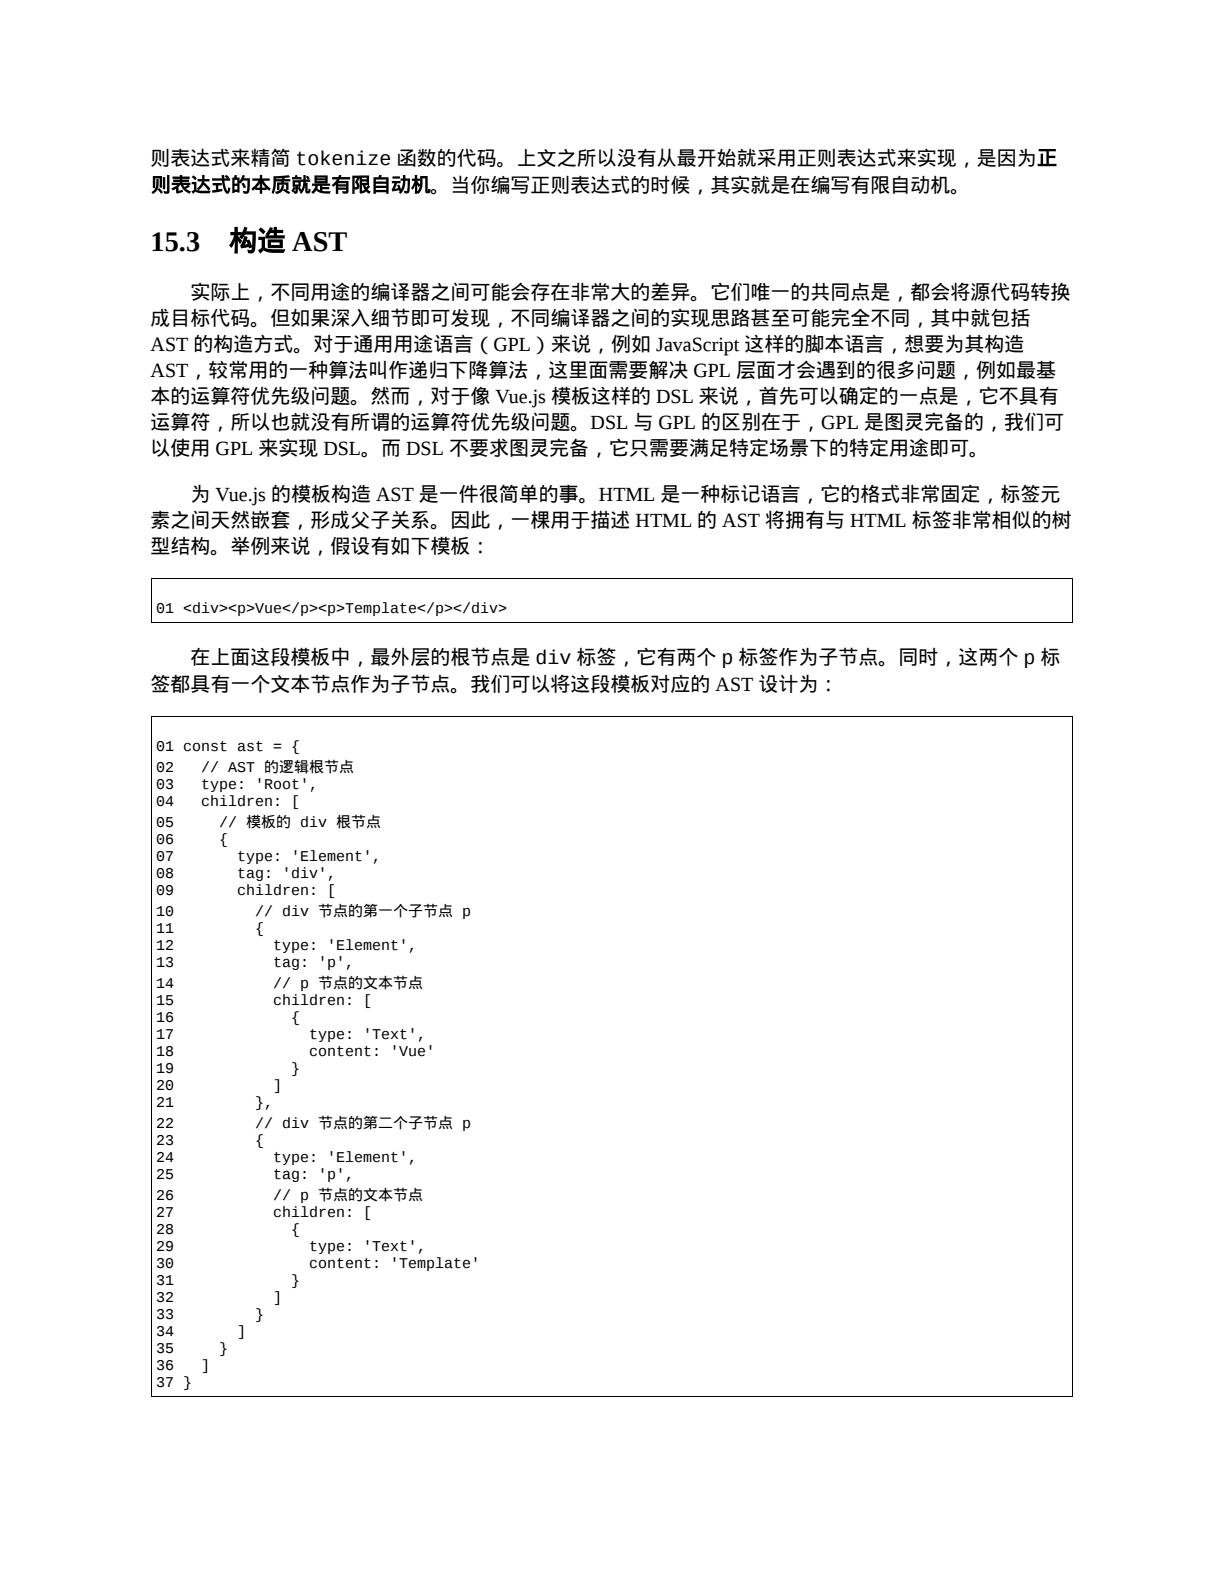 则表达式来精简 tokenize 函数的代码。上文之所以没有从最开始就采用正则表达式来实现，是因为正
则表达式的本质就是有限自动机。当你编写正则表达式的时候，其实就是在编写有限自动机。
15.3　构造 AST
实际上，不同用途的编译器之间可能会存在非常大的差异。它们唯一的共同点是，都会将源代码转换
成目标代码。但如果深入细节即可发现，不同编译器之间的实现思路甚至可能完全不同，其中就包括
AST 的构造方式。对于通用用途语言（GPL）来说，例如 JavaScript 这样的脚本语言，想要为其构造
AST，较常用的一种算法叫作递归下降算法，这里面需要解决 GPL 层面才会遇到的很多问题，例如最基
本的运算符优先级问题。然而，对于像 Vue.js 模板这样的 DSL 来说，首先可以确定的一点是，它不具有
运算符，所以也就没有所谓的运算符优先级问题。DSL 与 GPL 的区别在于，GPL 是图灵完备的，我们可
以使用 GPL 来实现 DSL。而 DSL 不要求图灵完备，它只需要满足特定场景下的特定用途即可。
为 Vue.js 的模板构造 AST 是一件很简单的事。HTML 是一种标记语言，它的格式非常固定，标签元
素之间天然嵌套，形成父子关系。因此，一棵用于描述 HTML 的 AST 将拥有与 HTML 标签非常相似的树
型结构。举例来说，假设有如下模板：
01 <div><p>Vue</p><p>Template</p></div>
在上面这段模板中，最外层的根节点是 div 标签，它有两个 p 标签作为子节点。同时，这两个 p 标
签都具有一个文本节点作为子节点。我们可以将这段模板对应的 AST 设计为：
01 const ast = {
02   // AST 的逻辑根节点
03   type: 'Root',
04   children: [
05     // 模板的 div 根节点
06     {
07       type: 'Element',
08       tag: 'div',
09       children: [
10         // div 节点的第一个子节点 p
11         {
12           type: 'Element',
13           tag: 'p',
14           // p 节点的文本节点
15           children: [
16             {
17               type: 'Text',
18               content: 'Vue'
19             }
20           ]
21         },
22         // div 节点的第二个子节点 p
23         {
24           type: 'Element',
25           tag: 'p',
26           // p 节点的文本节点
27           children: [
28             {
29               type: 'Text',
30               content: 'Template'
31             }
32           ]
33         }
34       ]
35     }
36   ]
37 }